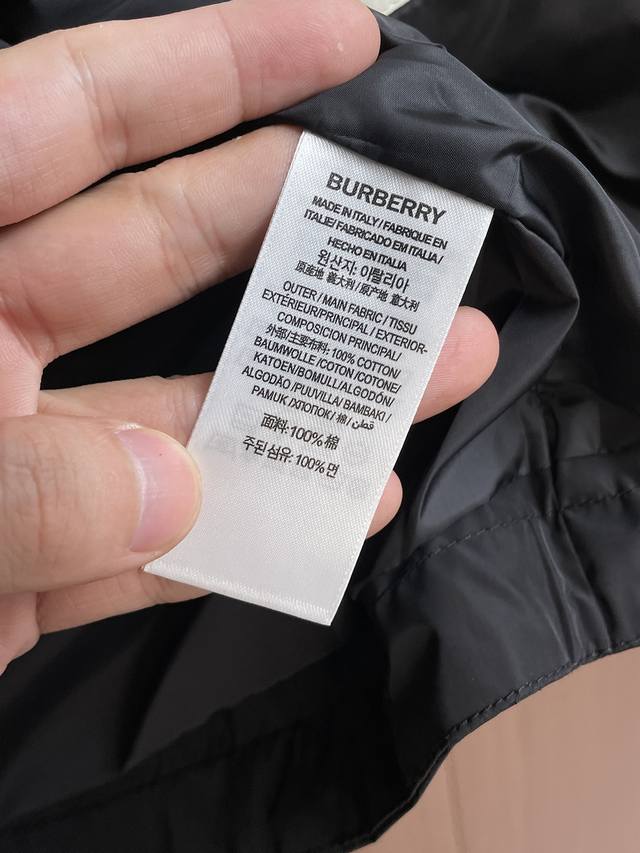 BURBERRY
MADE IN ITALY / FABRIQUE EN
ITALIE/ FABRICADO EM ITALIA /
HECHO EN ITALIA
원산지: 이탈리아
原産地 義大利 / 原产地 意大利
OUTER / MAIN FABRIC / TISSU
EXTÉRIEUR/PRINCIPAL / EXTERIOR-
COMPOSICION PRINCIPAL/
外部/主要布料: 100% COTTON/
BAUMWOLLE /COTON /COTONE/
KATOEN/BOMULL/ALGODÓN/
ALGODÃO / PUUVILLA/ BAMBAKI /
PAMUK /ХЛОПОК/ 棉/ قطن
面料:100% 棉
주된 섬유: 100% 면